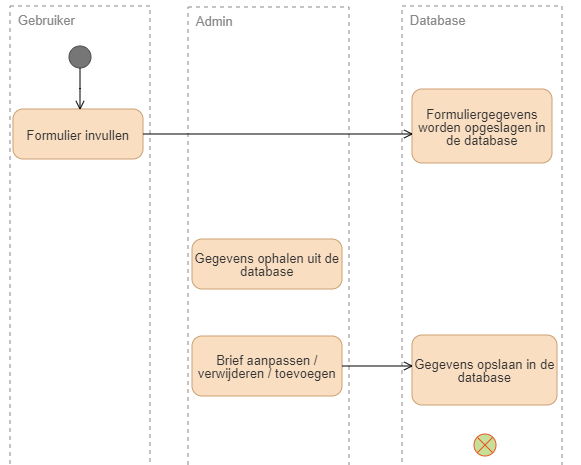 Gebruiker
Admin
Database
Formulier invullen
Formuliergegevens
worden opgeslagen in
de database
Gegevens ophalen uit de
database
Brief aanpassen /
verwijderen / toevoegen
Gegevens opslaan in de
database